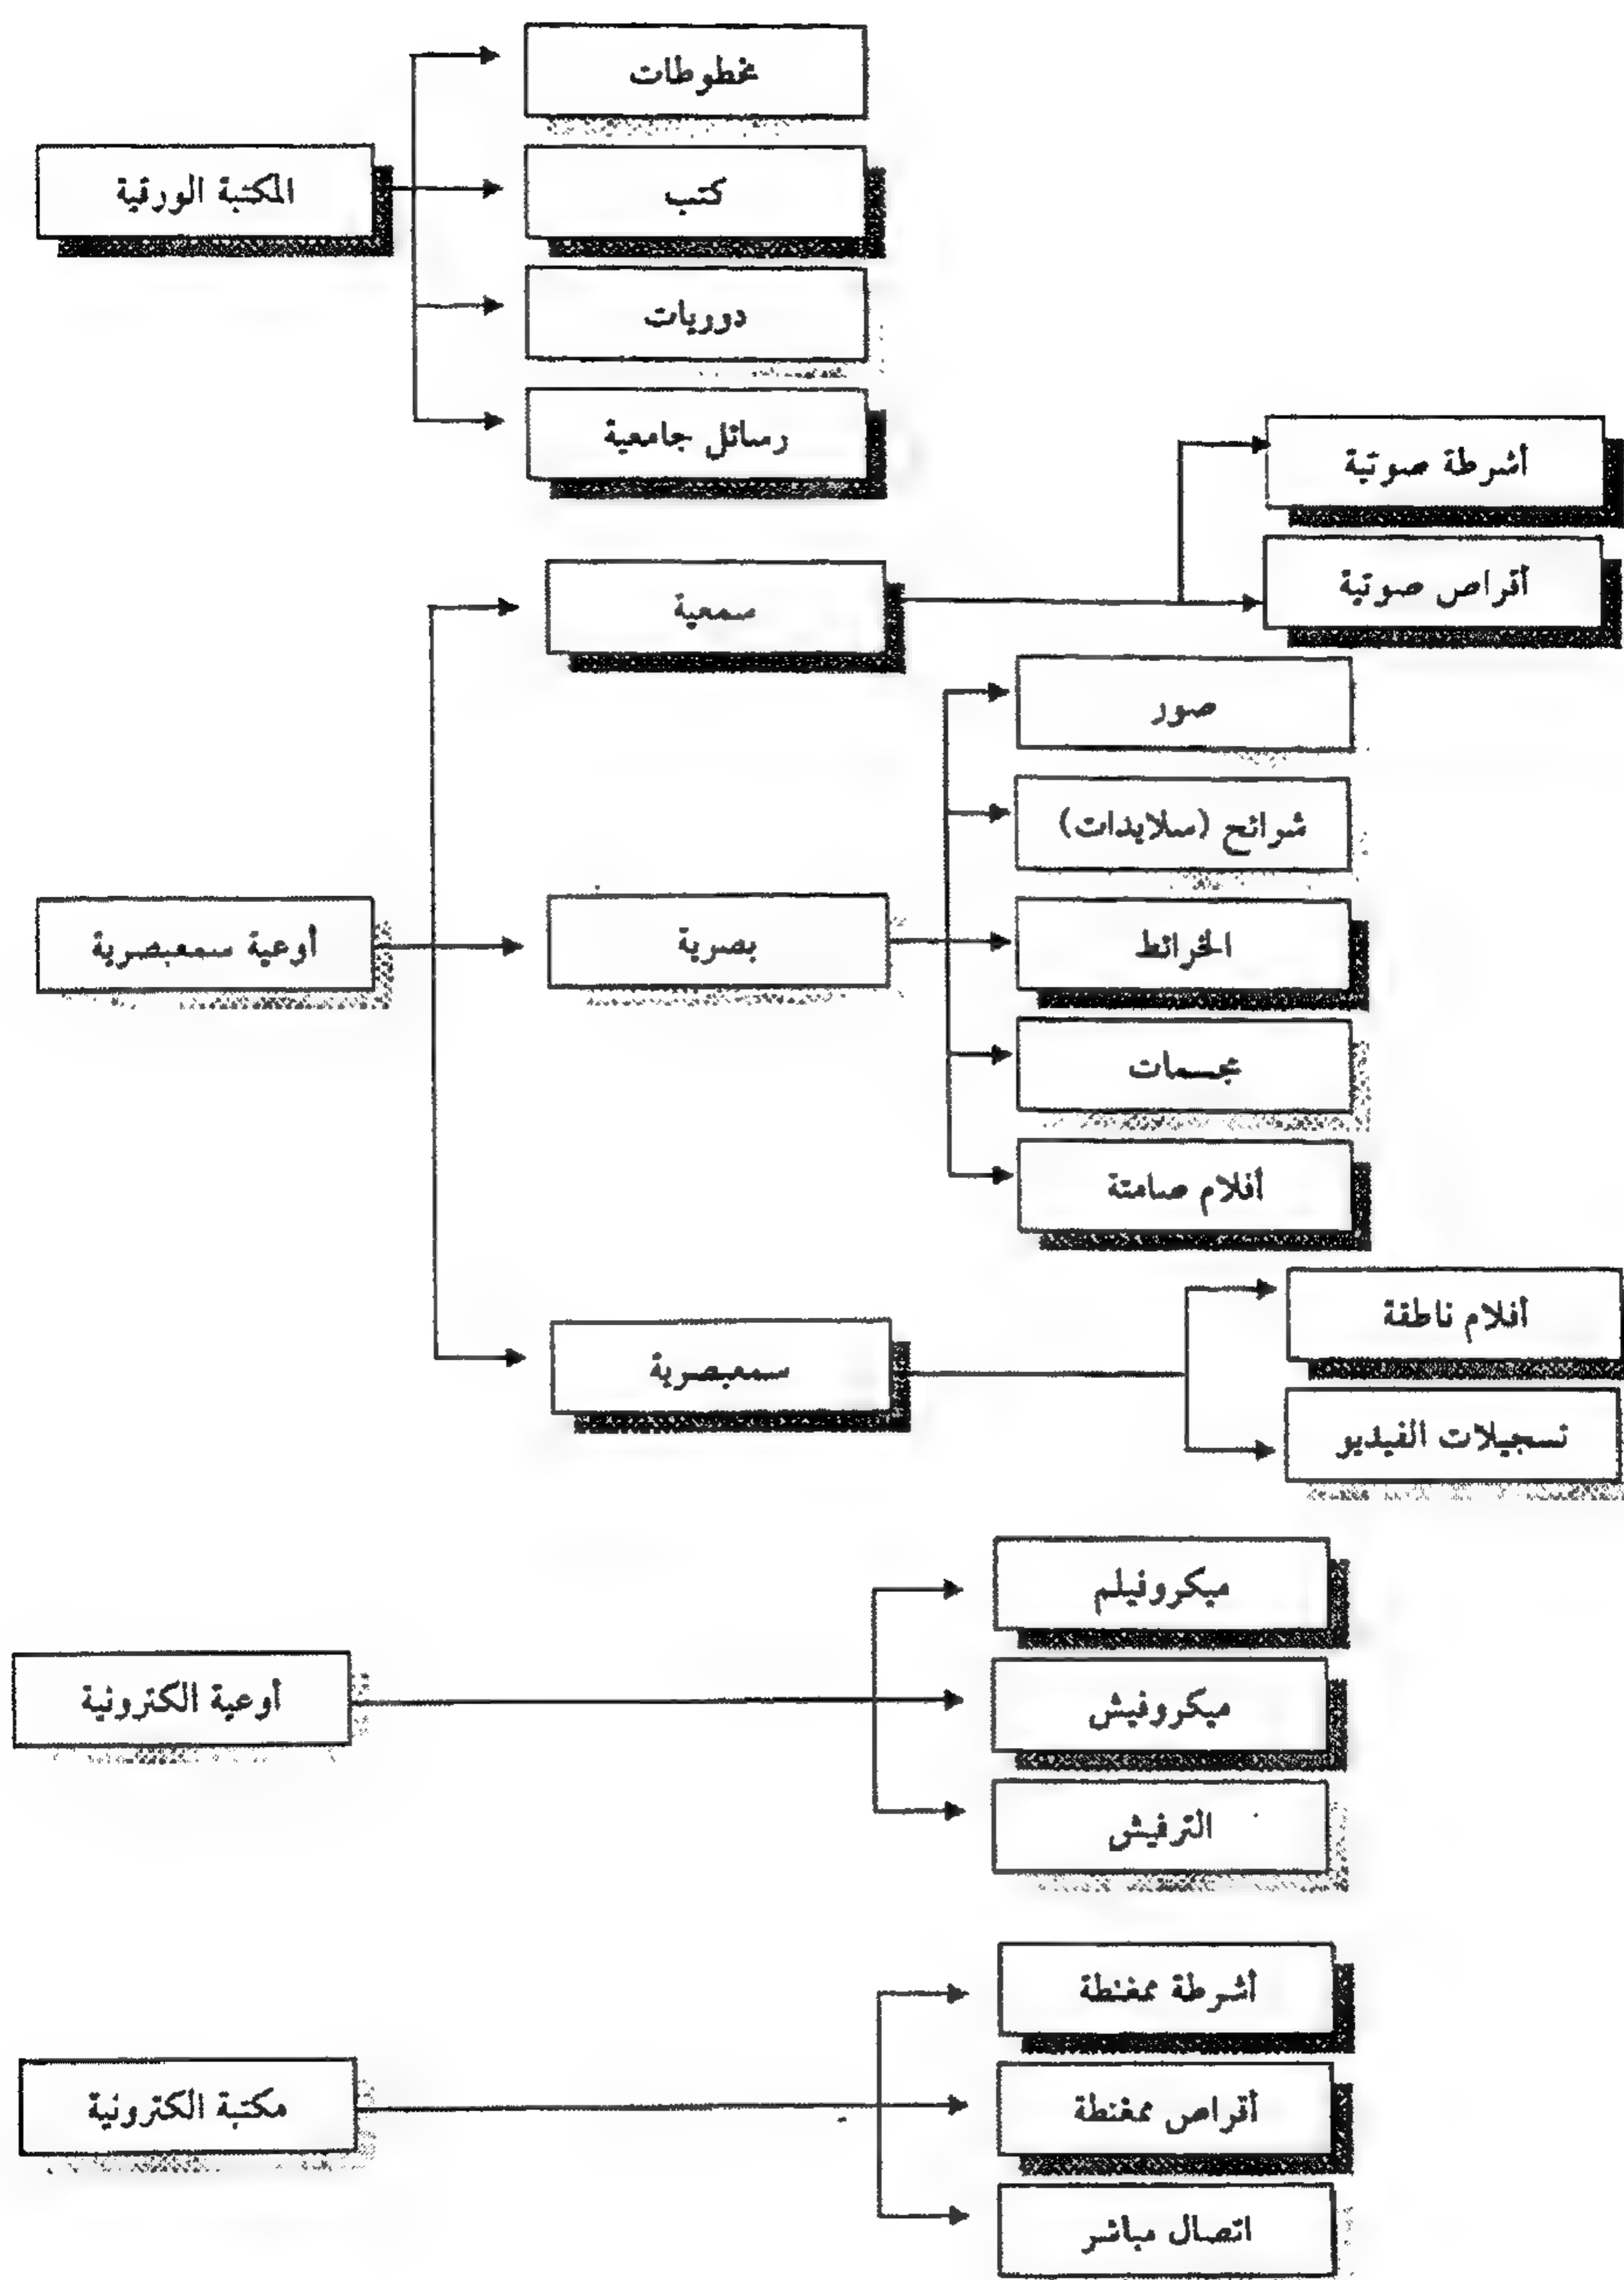 مخطوطات
المكتبة الورقية
كتب
دوريات
رسائل جامعية
أشرطة صوتية
أقراص صوتية
سمعية
صور
شرائح (سلايدات)
أوعية سمعبصرية
بصرية
الخرائط
مجسمات
أفلام صامتة
أفلام ناطقة
سمعبصرية
تسجيلات الفيديو
ميكروفيلم
أوعية الكترونية
ميكروفيش
الترفيش
أشرطة ممغنطة
مكتبة الكترونية
أقراص ممغنطة
اتصال مباشر